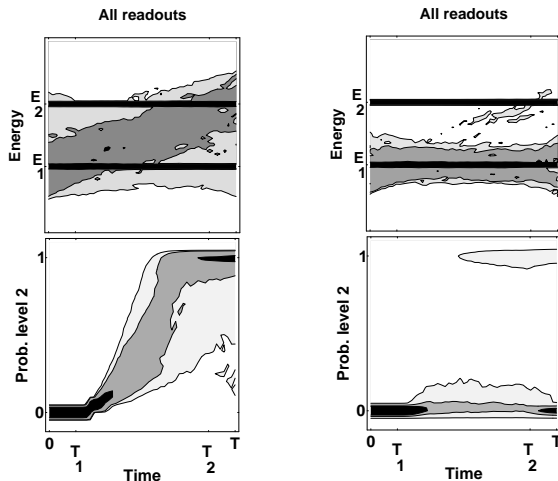 All readouts
All readouts
Energy
E
2
E
1
Energy
E
2
E
1
Prob. level 2
1
0
Prob. level 2
1
0
0 T T T
1 2
Time
0 T T T
1 2
Time